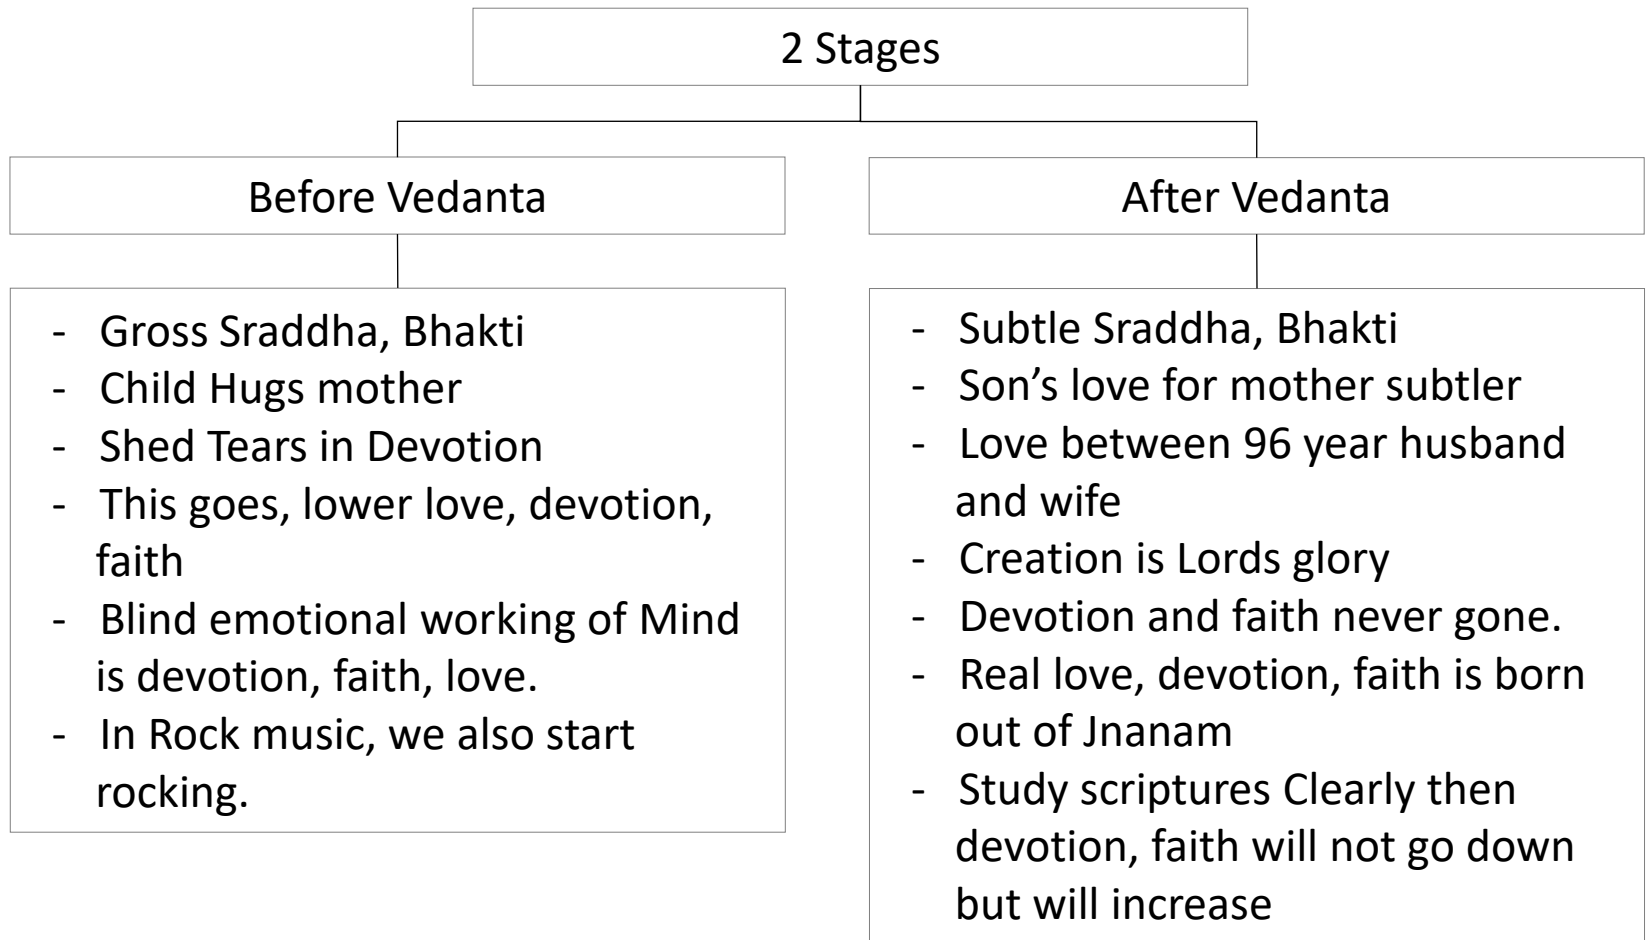 2 Stages
Before Vedanta
- Gross Sraddha, Bhakti
- Child Hugs mother
- Shed Tears in Devotion
- This goes, lower love, devotion,
faith
- Blind emotional working of Mind
is devotion, faith, love.
- In Rock music, we also start
rocking.
After Vedanta
- Subtle Sraddha, Bhakti
- Son’s love for mother subtler
- Love between 96 year husband
and wife
- Creation is Lords glory
- Devotion and faith never gone.
- Real love, devotion, faith is born
out of Jnanam
- Study scriptures Clearly then
devotion, faith will not go down
but will increase